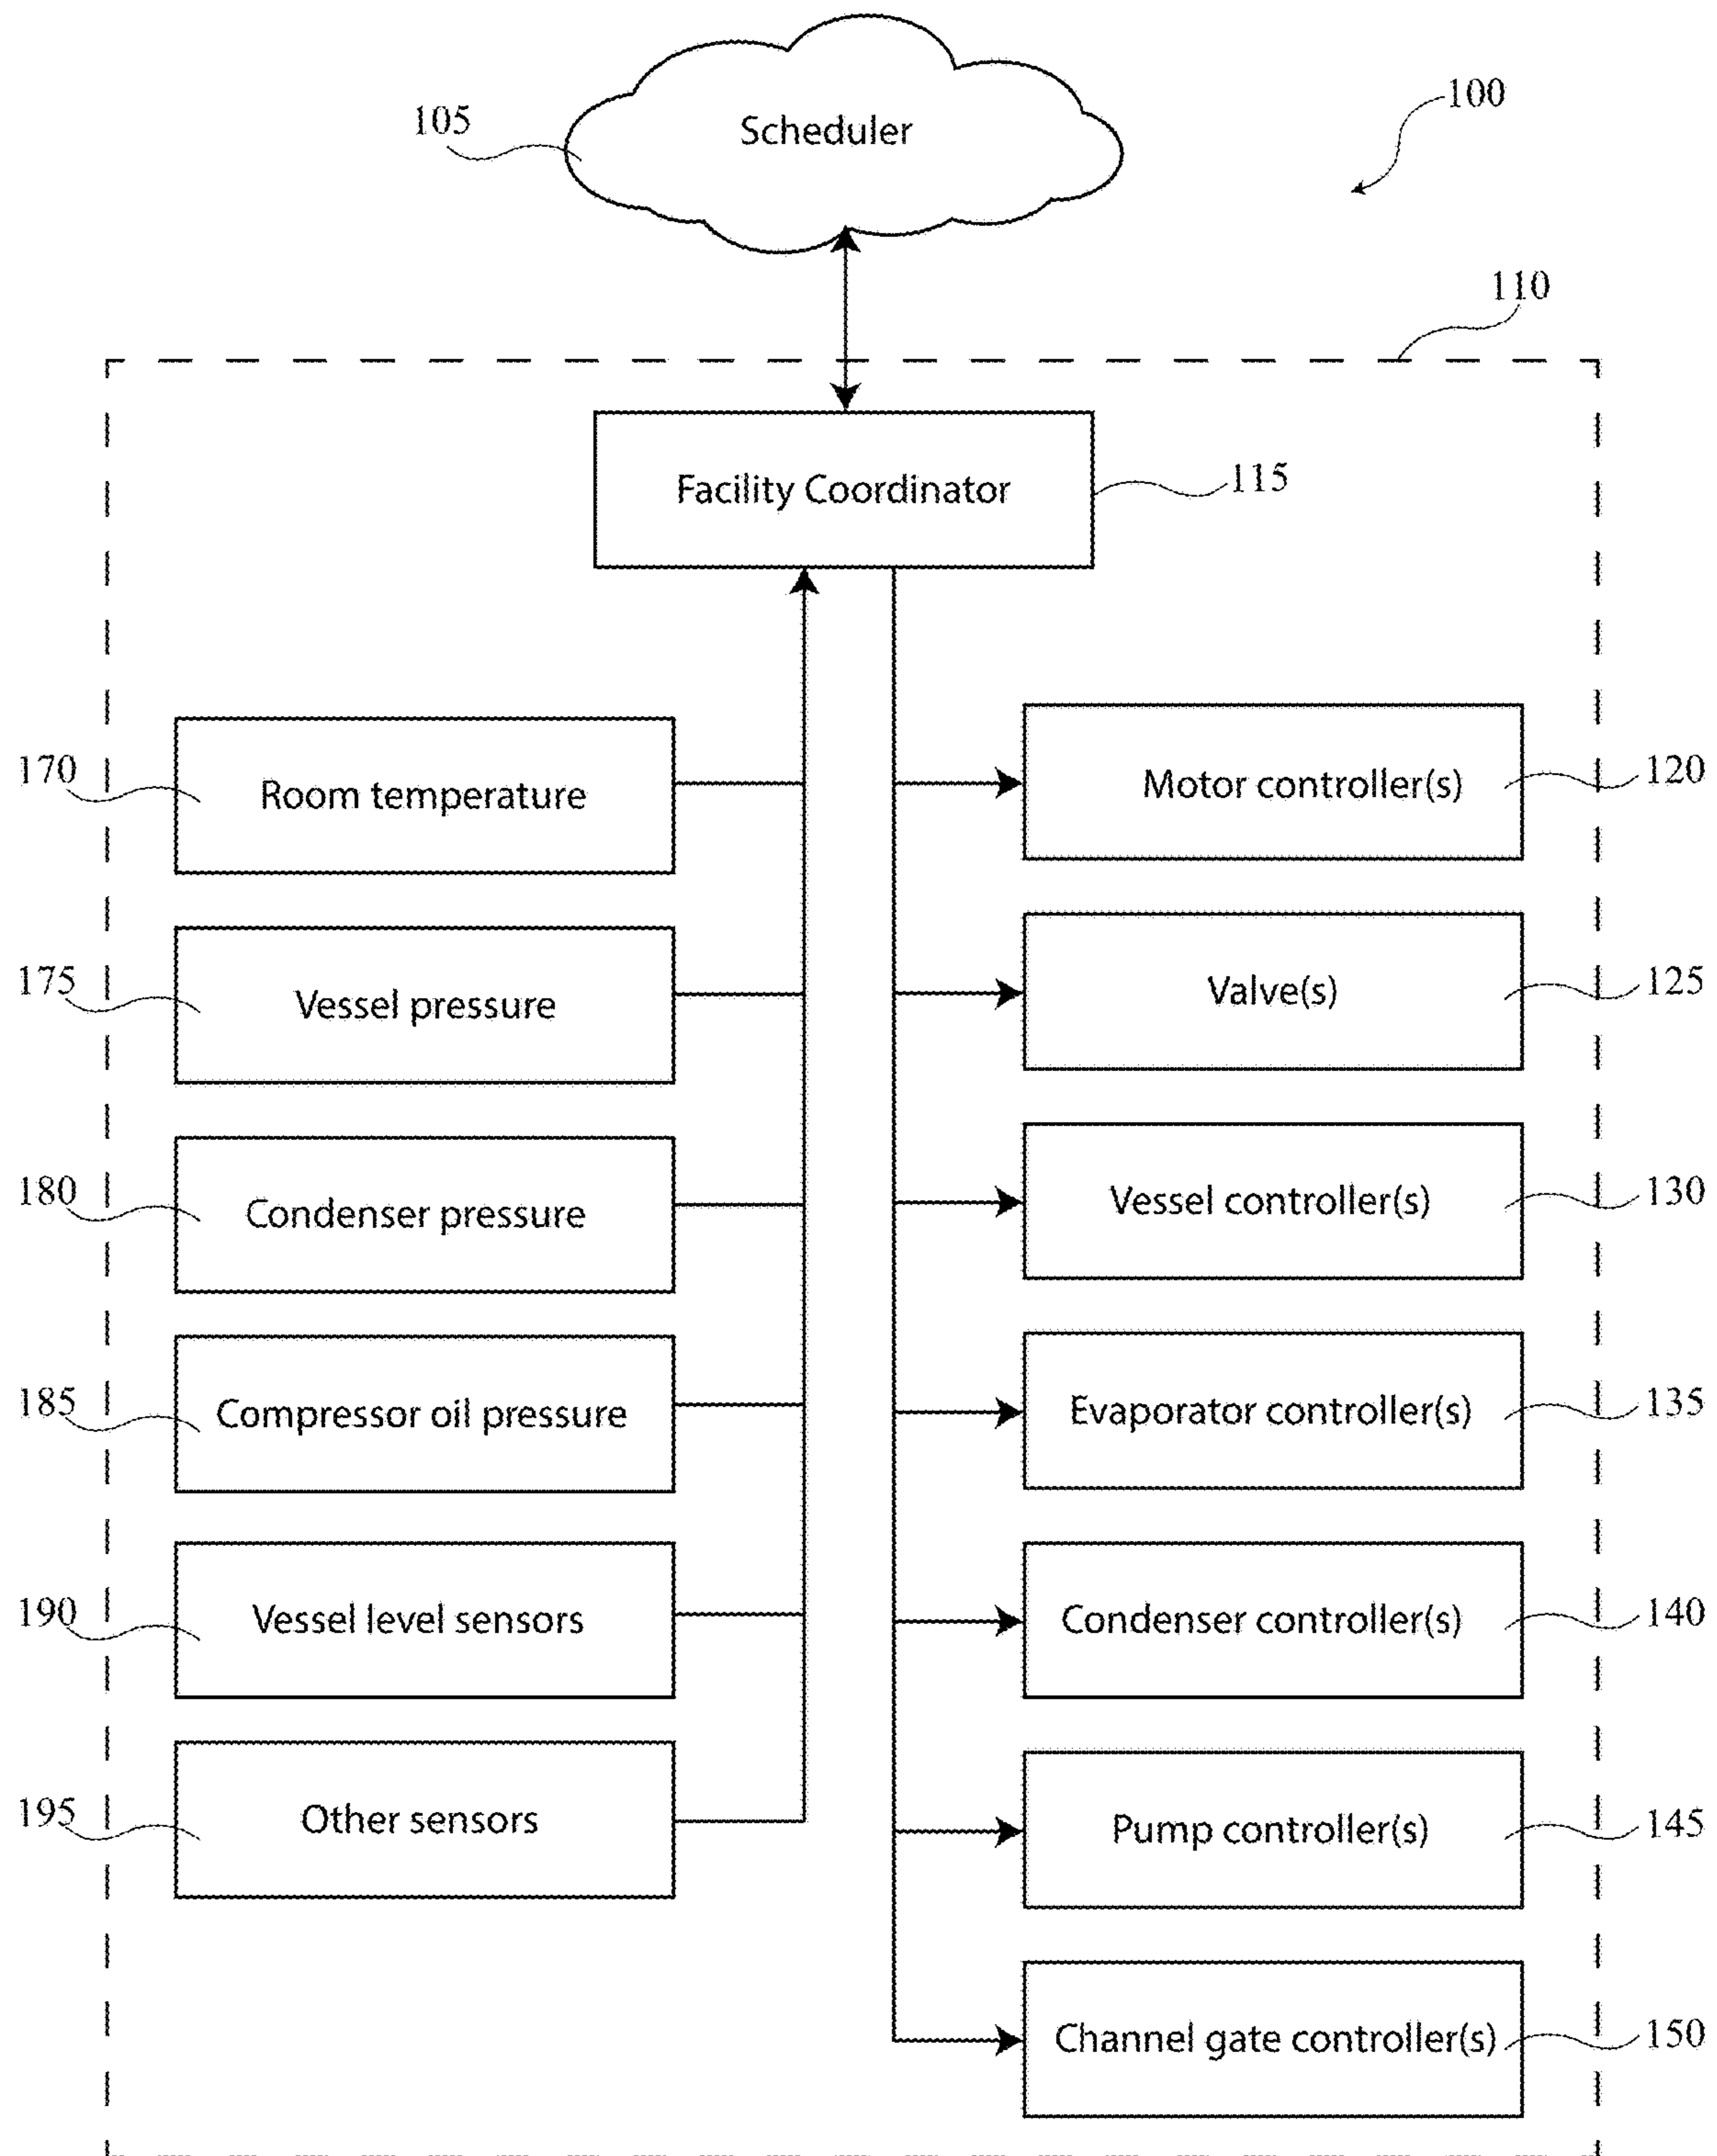 100
105
Scheduler
110
Facility Coordinator
115
170
Room temperature
Motor controller(s)
120
175
Vessel pressure
Valve(s)
125
180
Condenser pressure
Vessel controller(s)
130
185
Compressor oil pressure
Evaporator controller(s)
135
190
Vessel level sensors
Condenser controller(s)
140
195
Other sensors
Pump controller(s)
145
Channel gate controller(s)
150